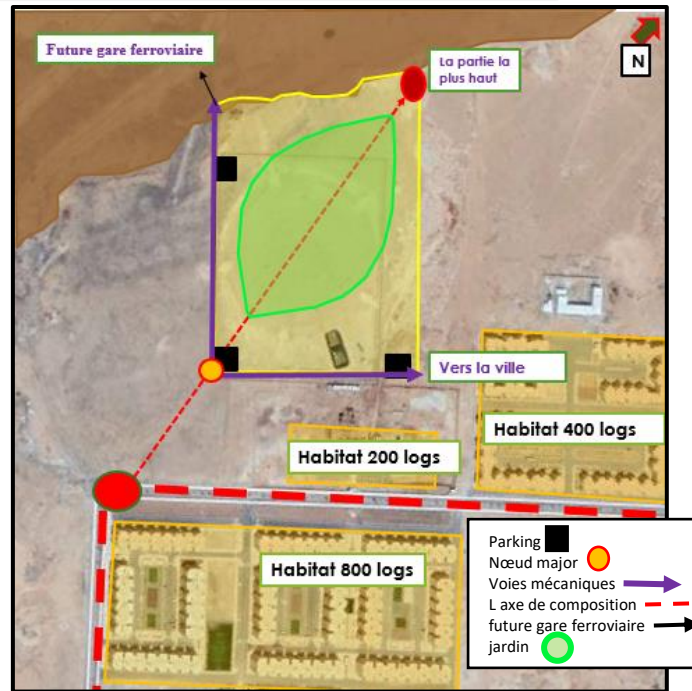 Future gare ferroviaire
La partie la
plus haut
N
Vers la ville
Habitat 400 logs
Habitat 200 logs
Habitat 800 logs
Parking
Nœud major
Voies mécaniques
L axe de composition
future gare ferroviaire
jardin